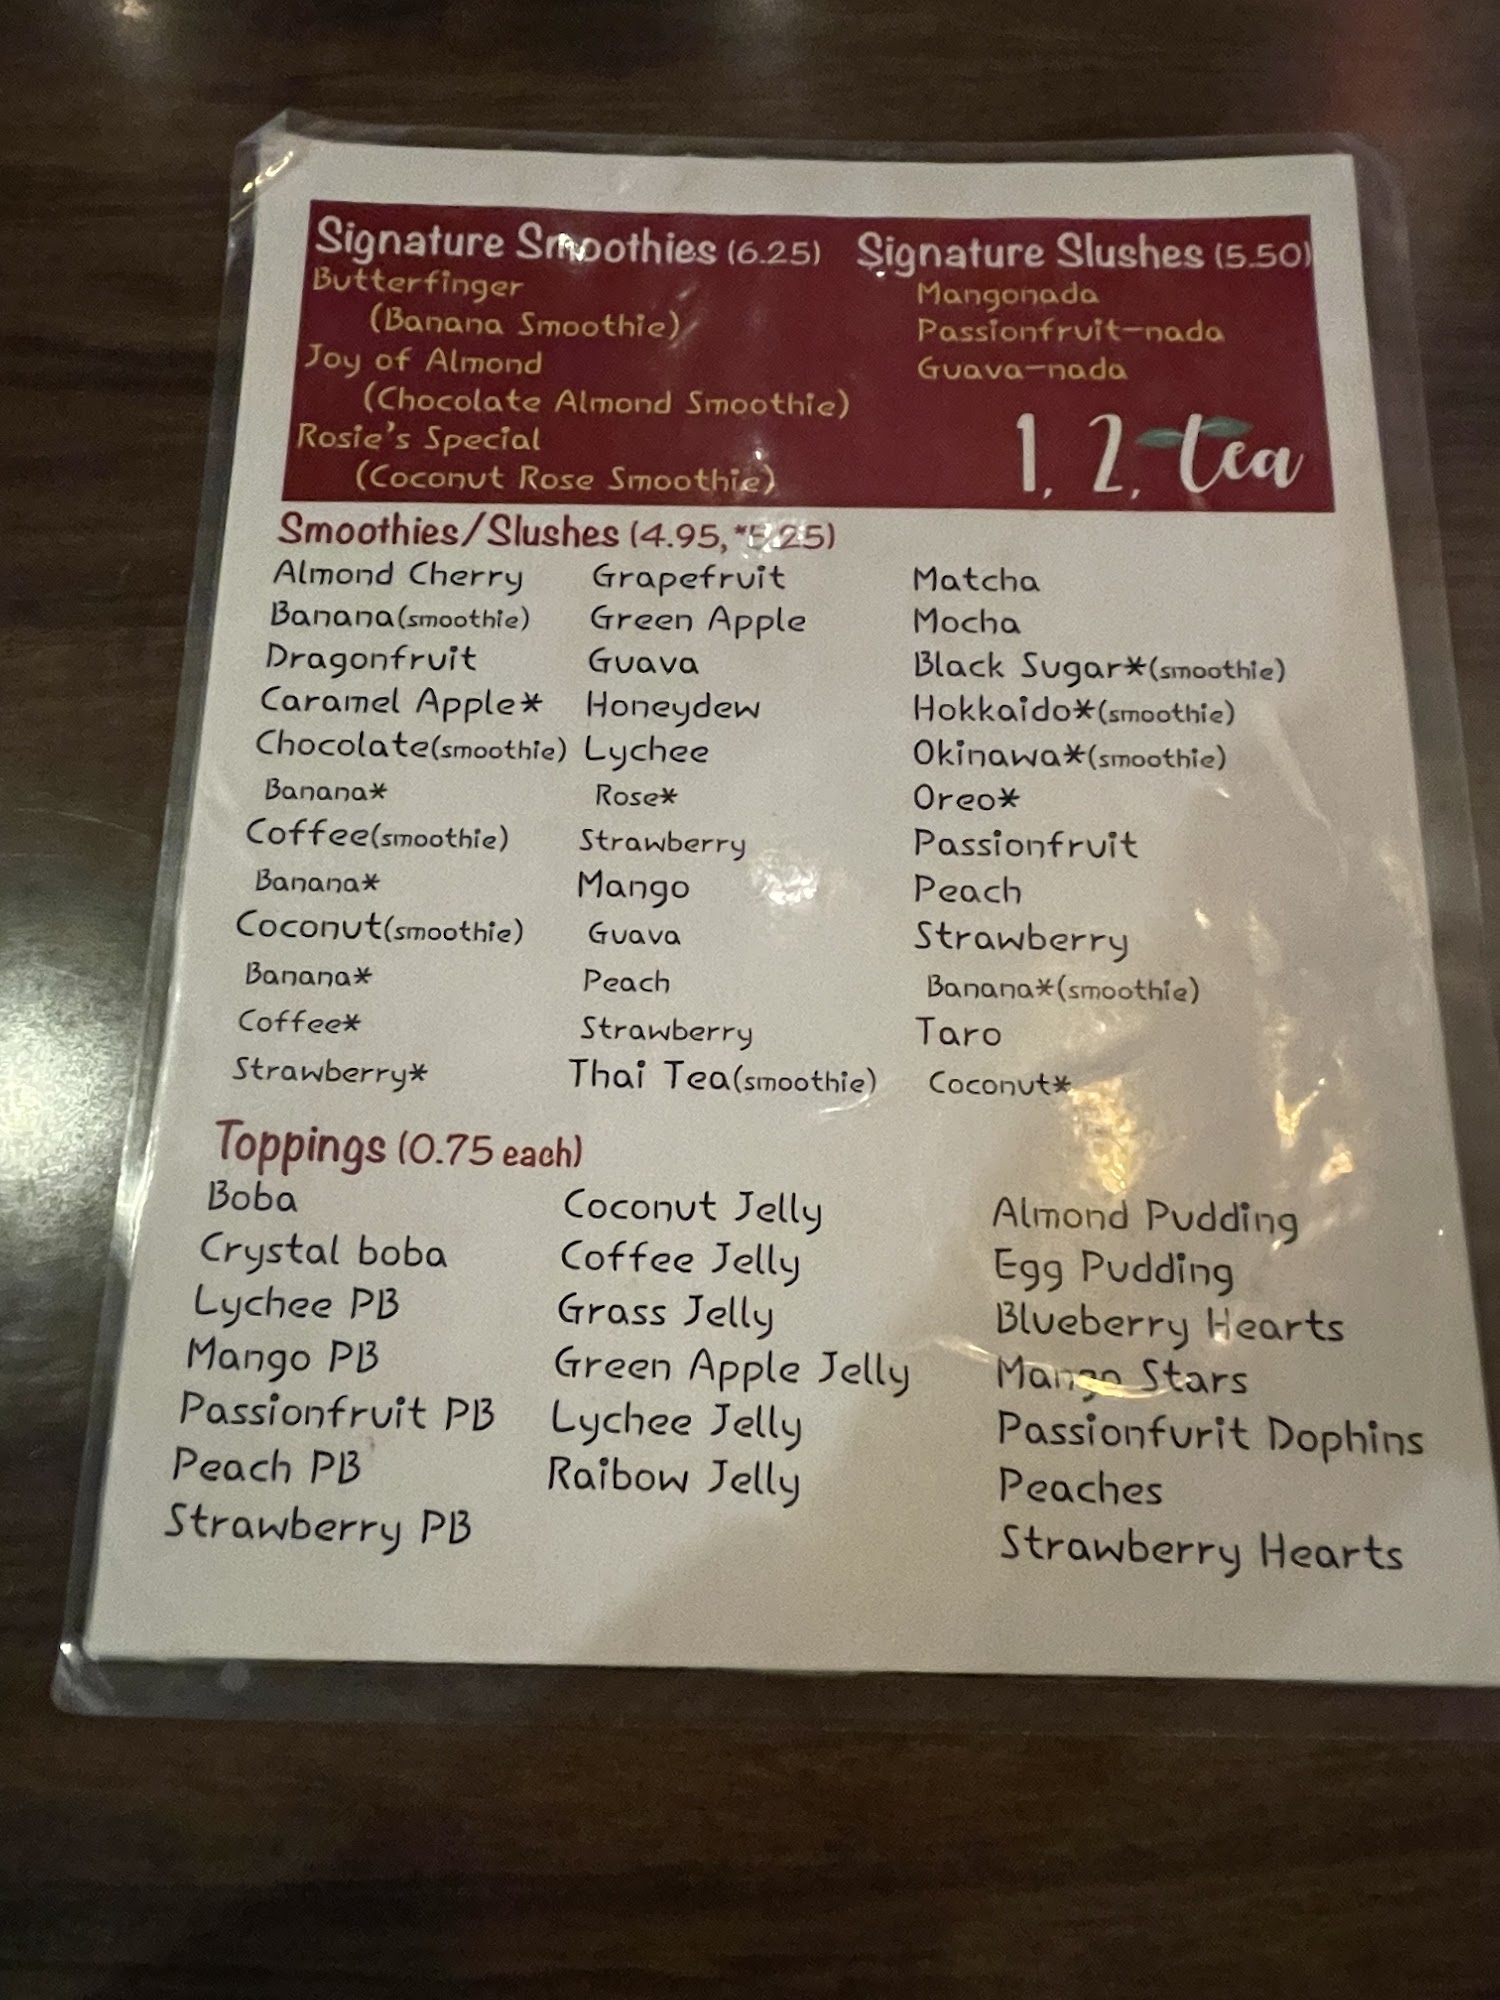 Signature Smoothies (6.25)
Butterfinger
(Banana Smoothie)
Joy of Almond
(Chocolate Almond Smoothie)
Rosie's Special
(Coconut Rose Smoothie)
Signature Slushes (5.50)
Mangonada
Passionfruit-nada
Guava-nada
1, 2, tea
Smoothies/Slushes (4.95, *5.25)
Almond Cherry
Banana(smoothie)
Dragonfruit
Caramel Apple*
Chocolate(smoothie)
Banana*
Coffee(smoothie)
Banana*
Coconut(smoothie)
Banana*
Coffee*
Strawberry*
Grapefruit
Green Apple
Guava
Honeydew
Lychee
Rose*
Strawberry
Mango
Guava
Peach
Strawberry
Thai Tea(smoothie)
Matcha
Mocha
Black Sugar*(smoothie)
Hokkaido*(smoothie)
Okinawa*(smoothie)
Oreo*
Passionfruit
Peach
Strawberry
Banana*(smoothie)
Taro
Coconut*
Toppings (0.75 each)
Boba
Crystal boba
Lychee PB
Mango PB
Passionfruit PB
Peach PB
Strawberry PB
Coconut Jelly
Coffee Jelly
Grass Jelly
Green Apple Jelly
Lychee Jelly
Raibow Jelly
Almond Pudding
Egg Pudding
Blueberry Hearts
Mango Stars
Passionfurit Dophins
Peaches
Strawberry Hearts